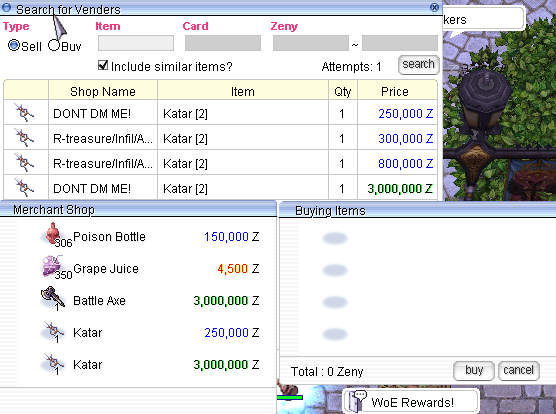 Search for Venders
kers
Type Item Card Zeny
Sell Buy ~
Include similar items? Attempts: 1 search
Shop Name Item Qty Price
DONT DM ME! Katar [2] 1 250,000 Z
R-treasure/Infil/A... Katar [2] 1 300,000 Z
R-treasure/Infil/A... Katar [2] 1 800,000 Z
DONT DM ME! Katar [2] 1 3,000,000 Z
Merchant Shop
306 Poison Bottle 150,000 Z
350 Grape Juice 4,500 Z
1 Battle Axe 3,000,000 Z
1 Katar 250,000 Z
1 Katar 3,000,000 Z
Buying Items
Total : 0 Zeny buy cancel
WoE Rewards!